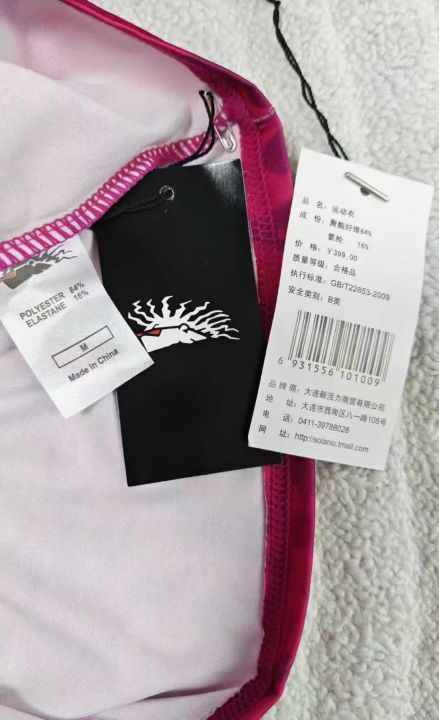 品 名：运动衣
成 份：聚酯纤维84%
氨纶 16%
价 格：¥399.00
质量等级：合格品
执行标准：GB/T22853-2009
安全类别：B类
6 931556 101009
品 牌 商：大连新活力商贸有限公司
地 址：大连市西岗区八一路105号
电 话：0411-39788028
网 址：http://solanic.tmall.com
POLYESTER 84%
ELASTANE 16%
M
Made in China